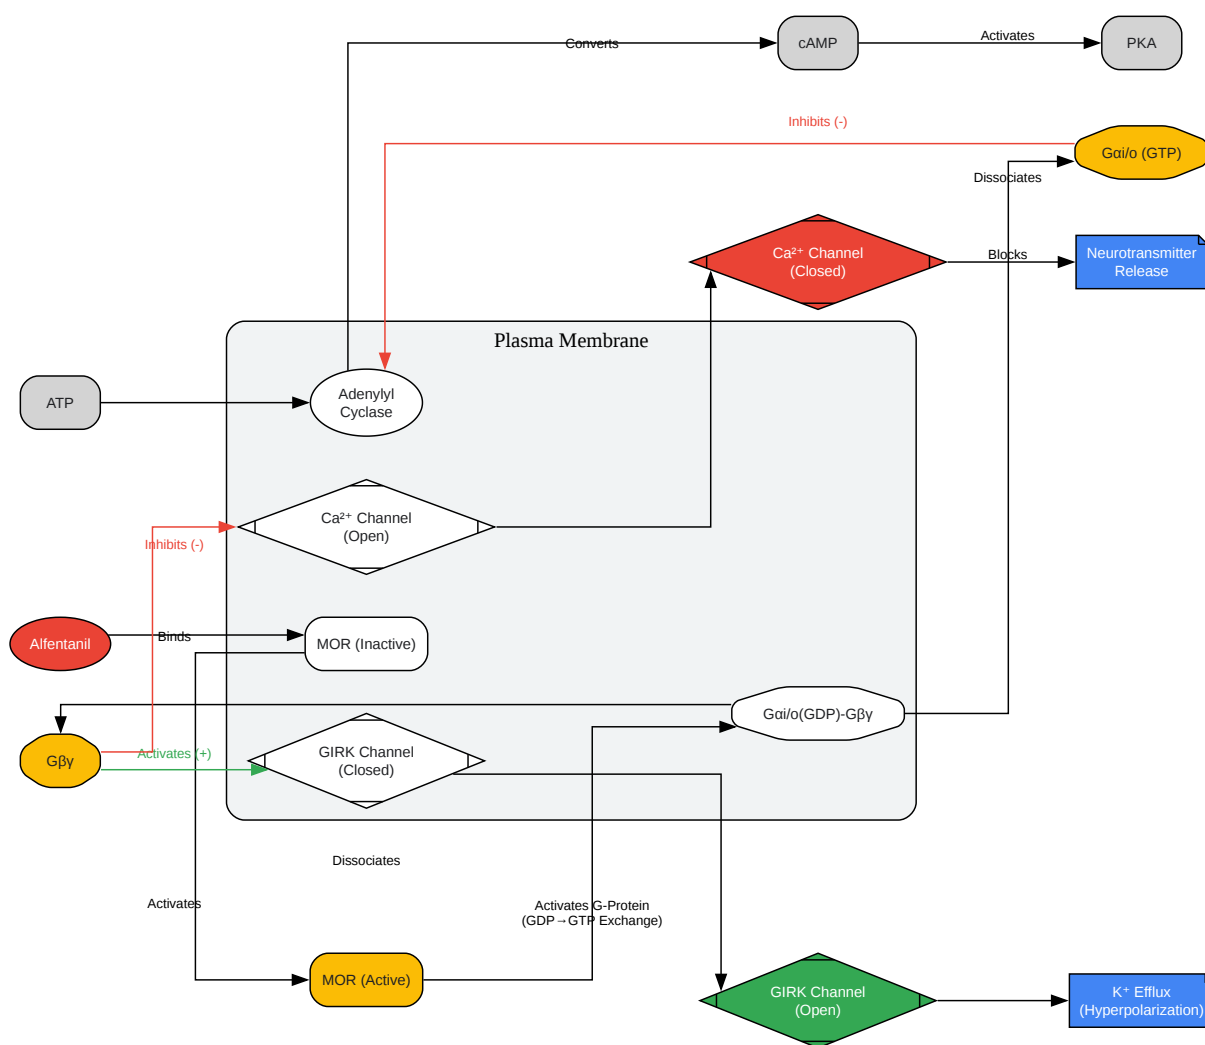 Converts
cAMP
Activates
PKA
Inhibits (-)
Gαi/o (GTP)
Dissociates
Ca²⁺ Channel
(Closed)
Blocks
Neurotransmitter
Release
Plasma Membrane
ATP
Adenylyl
Cyclase
Ca²⁺ Channel
(Open)
Inhibits (-)
Alfentanil
Binds
MOR (Inactive)
Gαi/o(GDP)-Gβγ
Gβγ
Activates (+)
GIRK Channel
(Closed)
Dissociates
Activates
Activates G-Protein
(GDP→GTP Exchange)
MOR (Active)
GIRK Channel
(Open)
K⁺ Efflux
(Hyperpolarization)